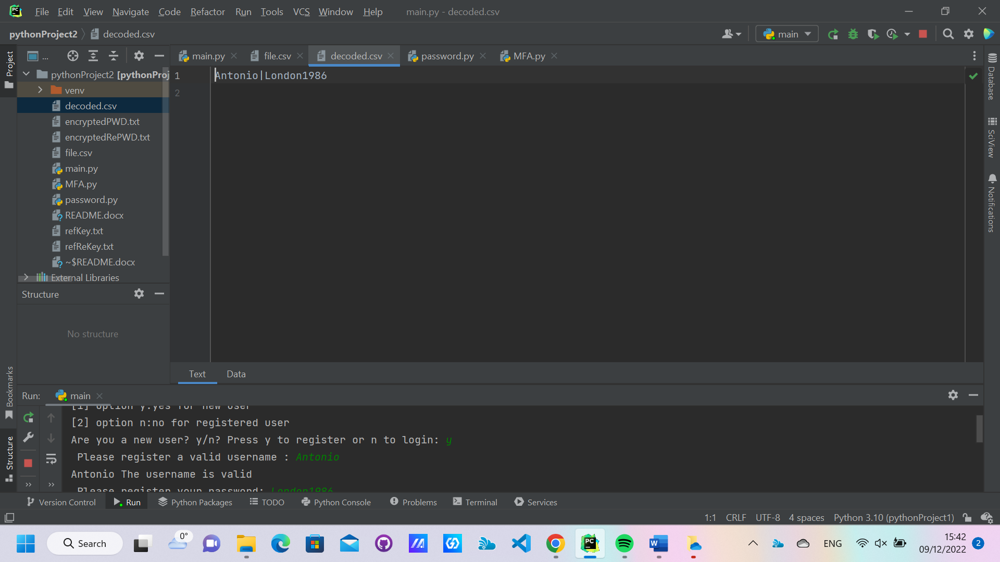 File Edit View Navigate Code Refactor Run Tools VCS Window Help main.py - decoded.csv
pythonProject2 decoded.csv main
Project
...
main.py file.csv decoded.csv password.py MFA.py
pythonProject2 [pythonProj
venv
decoded.csv
encryptedPWD.txt
encryptedRePWD.txt
file.csv
main.py
MFA.py
password.py
README.docx
refKey.txt
refReKey.txt
~$README.docx
External Libraries
1 Antonio|London1986
2
Database
SciView
Notifications
Structure
No structure
Text Data
Bookmarks
Structure
Run: main
[1] option y:yes for new user
[2] option n:no for registered user
Are you a new user? y/n? Press y to register or n to login: y
Please register a valid username : Antonio
Antonio The username is valid
Please register your password: London1986
Version Control Run Python Packages TODO Python Console Problems Terminal Services
1:1 CRLF UTF-8 4 spaces Python 3.10 (pythonProject1)
Search 0° PC W ENG 15:42
09/12/2022 2